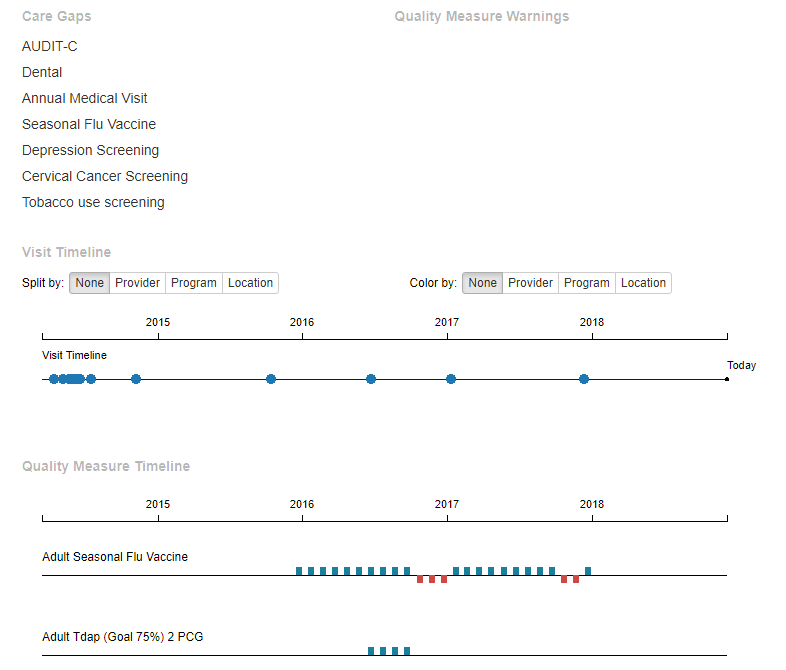 Care Gaps
Quality Measure Warnings
AUDIT-C
Dental
Annual Medical Visit
Seasonal Flu Vaccine
Depression Screening
Cervical Cancer Screening
Tobacco use screening
Visit Timeline
Split by: None Provider Program Location
Color by: None Provider Program Location
2015 2016 2017 2018
Visit Timeline
Today
Quality Measure Timeline
2015 2016 2017 2018
Adult Seasonal Flu Vaccine
Adult Tdap (Goal 75%) 2 PCG